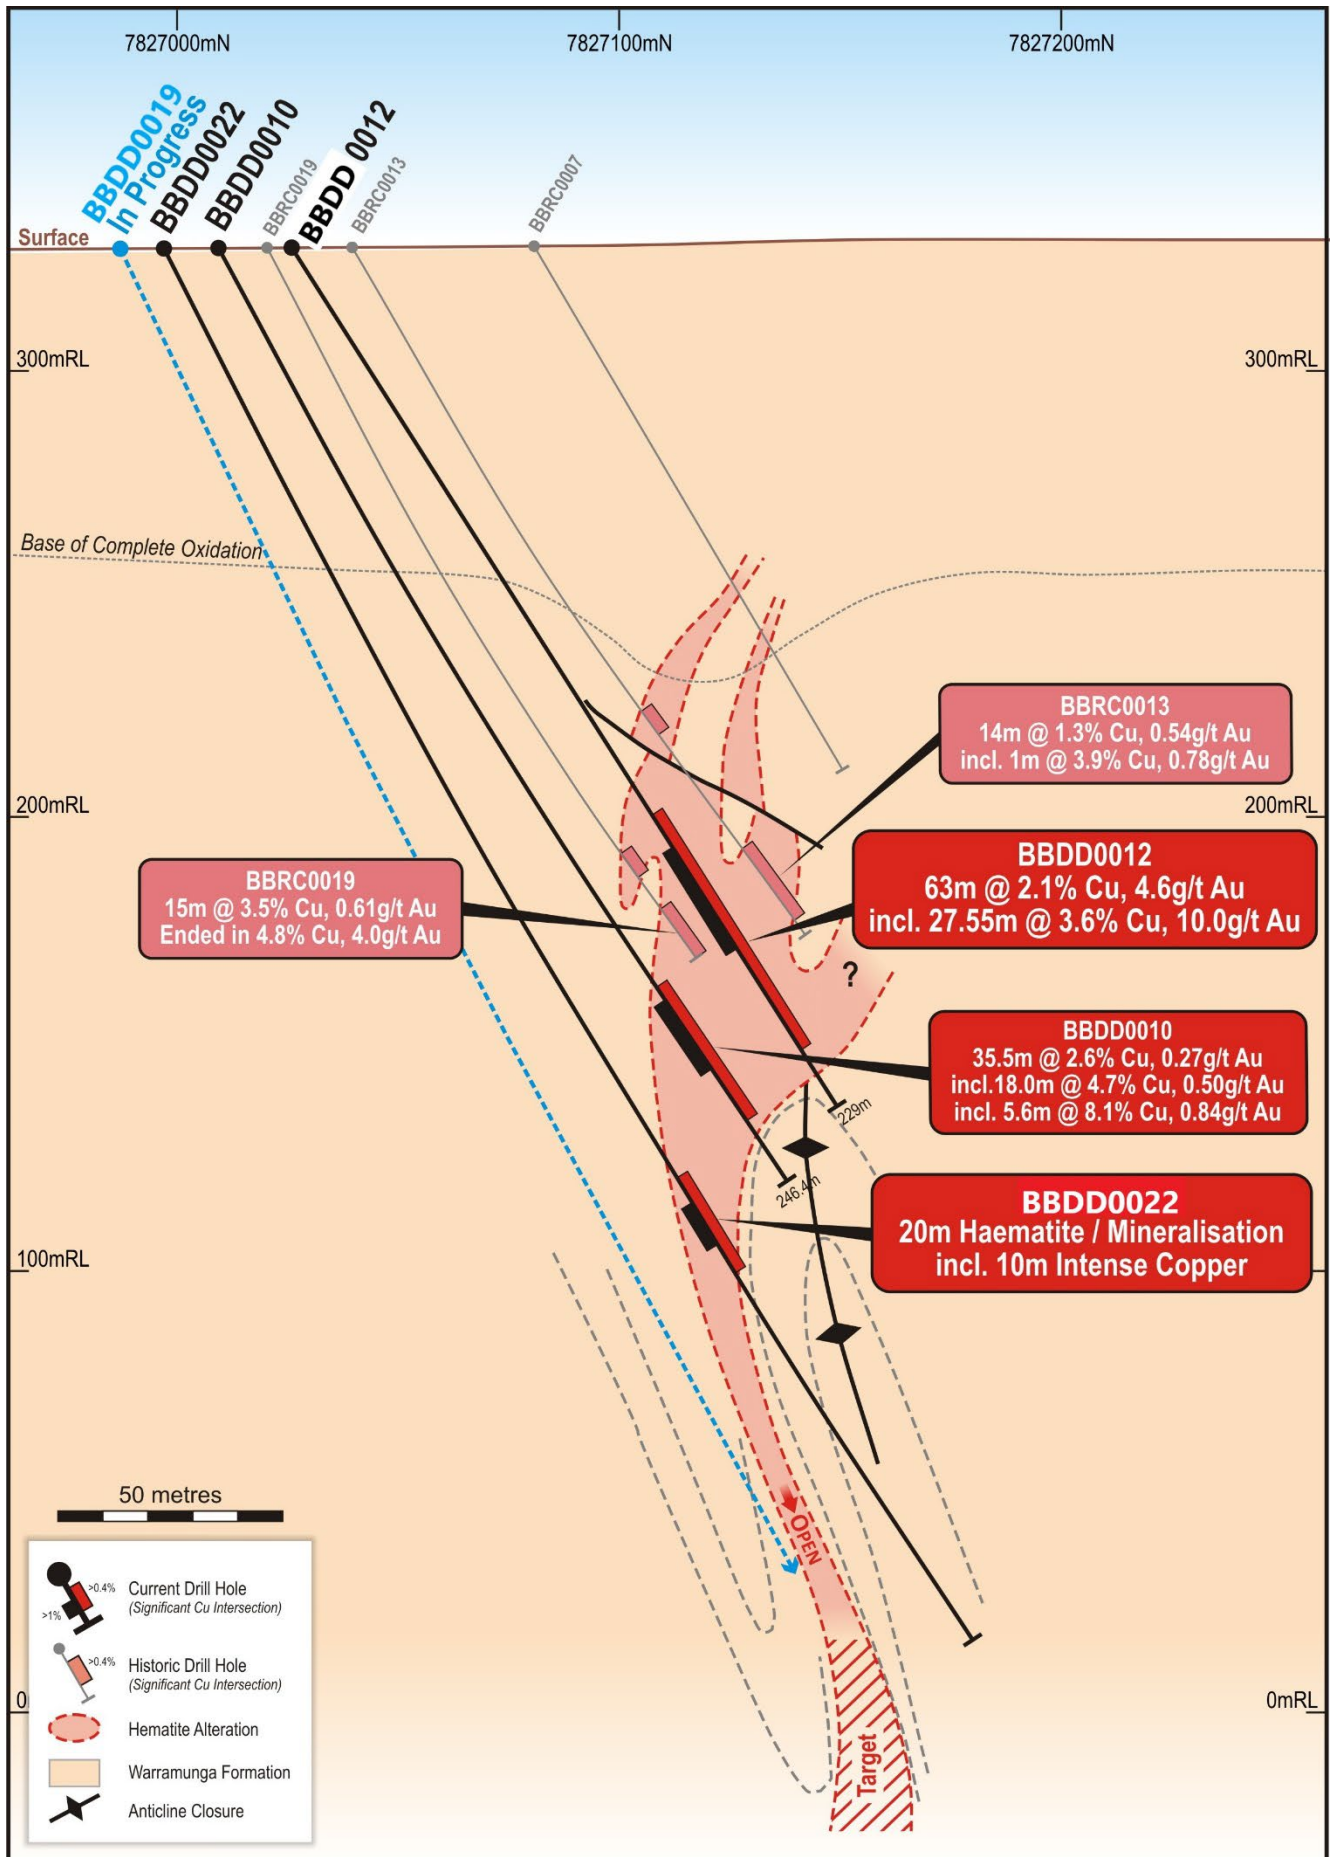 7827000mN
7827100mN
7827200mN
BBDD0019
In Progress
BBDD0022
BBDD0010
BBRC0019
BBDD 0012
BBRC0013
BBRC0007
Surface
300mRL
300mRL
Base of Complete Oxidation
BBRC0013
14m @ 1.3% Cu, 0.54g/t Au
incl. 1m @ 3.9% Cu, 0.78g/t Au
200mRL
200mRL
BBDD0012
63m @ 2.1% Cu, 4.6g/t Au
incl. 27.55m @ 3.6% Cu, 10.0g/t Au
BBRC0019
15m @ 3.5% Cu, 0.61g/t Au
Ended in 4.8% Cu, 4.0g/t Au
?
BBDD0010
35.5m @ 2.6% Cu, 0.27g/t Au
incl.18.0m @ 4.7% Cu, 0.50g/t Au
incl. 5.6m @ 8.1% Cu, 0.84g/t Au
229m
246.4m
BBDD0022
20m Haematite / Mineralisation
incl. 10m Intense Copper
100mRL
OPEN
50 metres
>0.4%
>1%
Current Drill Hole
(Significant Cu Intersection)
>0.4%
Historic Drill Hole
(Significant Cu Intersection)
0
0mRL
Hematite Alteration
Target
Warramunga Formation
Anticline Closure